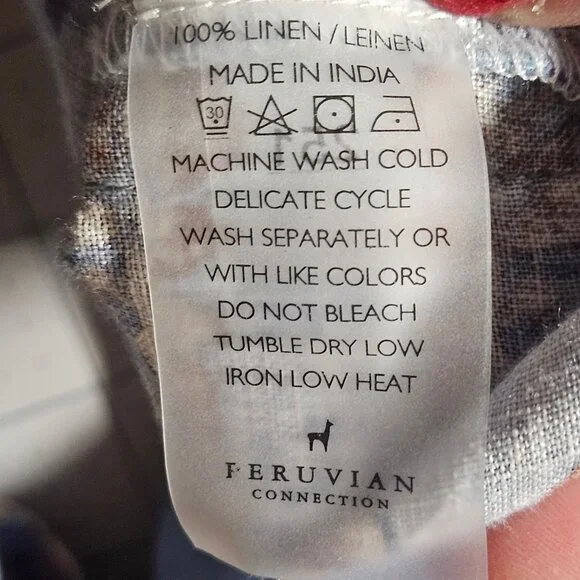 100% LINEN / LEINEN
MADE IN INDIA
30
MACHINE WASH COLD
DELICATE CYCLE
WASH SEPARATELY OR
WITH LIKE COLORS
DO NOT BLEACH
TUMBLE DRY LOW
IRON LOW HEAT
PERUVIAN
CONNECTION